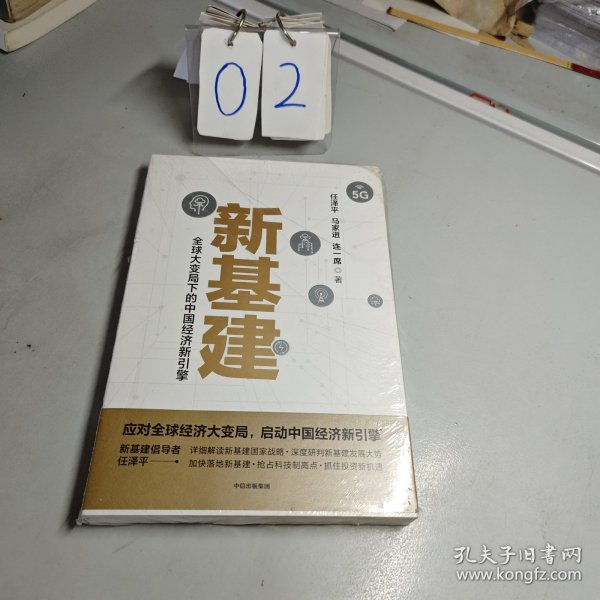 02
5G
任泽平 马家进 连一席 著
新基建
全球大变局下的中国经济新引擎
应对全球经济大变局，启动中国经济新引擎
新基建倡导者
任泽平
详细解读新基建国家战略·深度研判新基建发展大势
加快落地新基建·抢占科技制高点·抓住投资新机遇
中信出版集团
孔夫子旧书网
www.kongfz.com